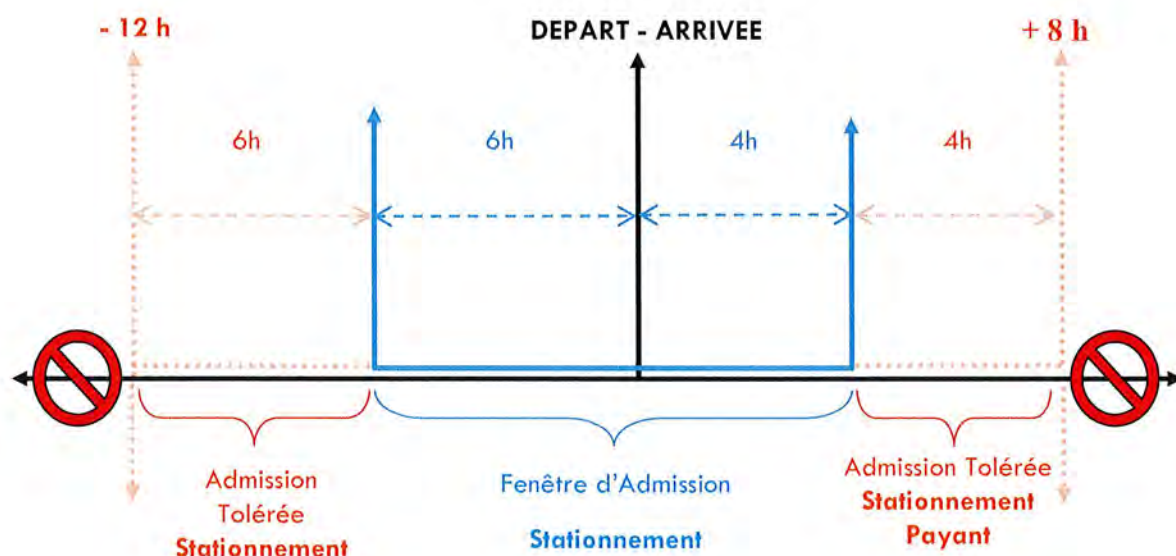 - 12 h
DEPART - ARRIVEE
+ 8 h
6h
6h
4h
4h
Admission
Tolérée
Stationnement
Fenêtre d'Admission
Stationnement
Admission Tolérée
Stationnement
Payant